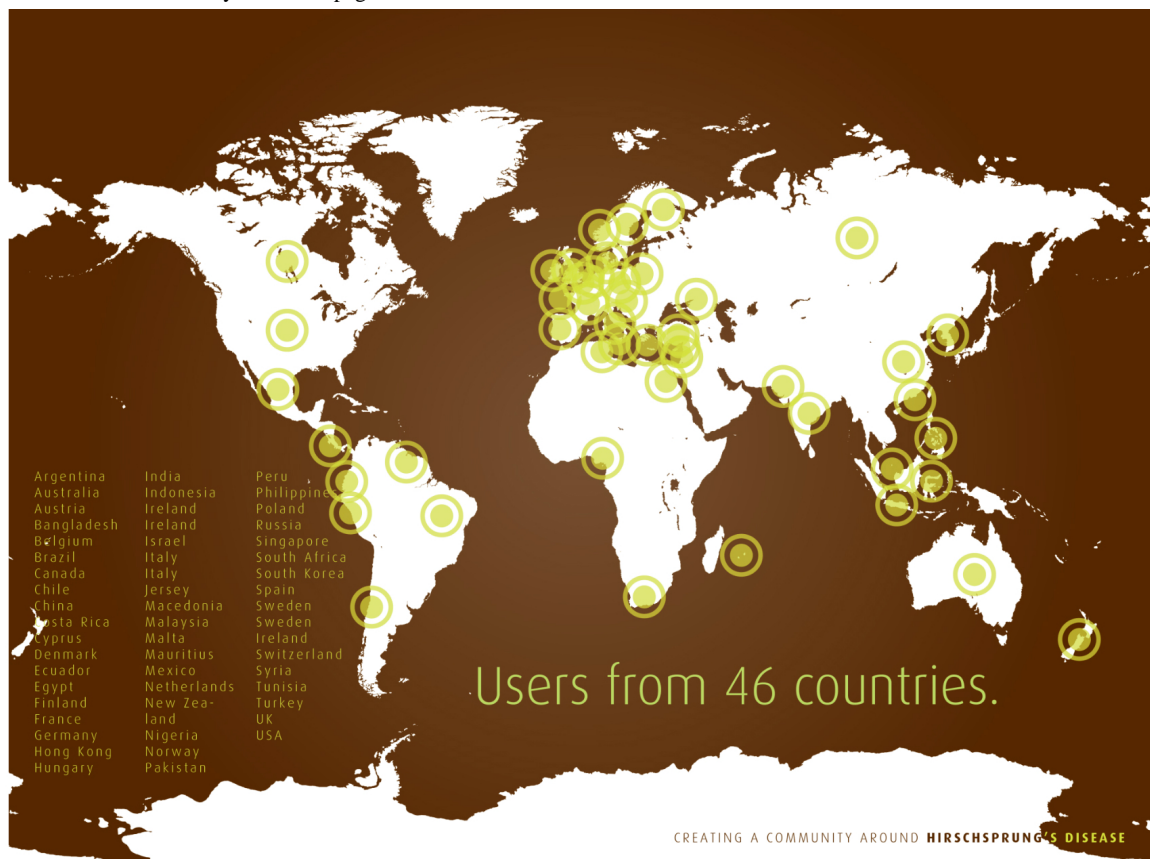 Argentina
Australia
Austria
Bangladesh
Belgium
Brazil
Canada
Chile
China
Costa Rica
Cyprus
Denmark
Ecuador
Egypt
Finland
France
Germany
Hong Kong
Hungary
India
Indonesia
Ireland
Ireland
Israel
Italy
Italy
Jersey
Macedonia
Malaysia
Malta
Mauritius
Mexico
Netherlands
New Zea-
land
Nigeria
Norway
Pakistan
Peru
Philippines
Poland
Russia
Singapore
South Africa
South Korea
Spain
Sweden
Sweden
Ireland
Switzerland
Syria
Tunisia
Turkey
UK
USA
Users from 46 countries.
CREATING A COMMUNITY AROUND HIRSCHSPRUNG'S DISEASE